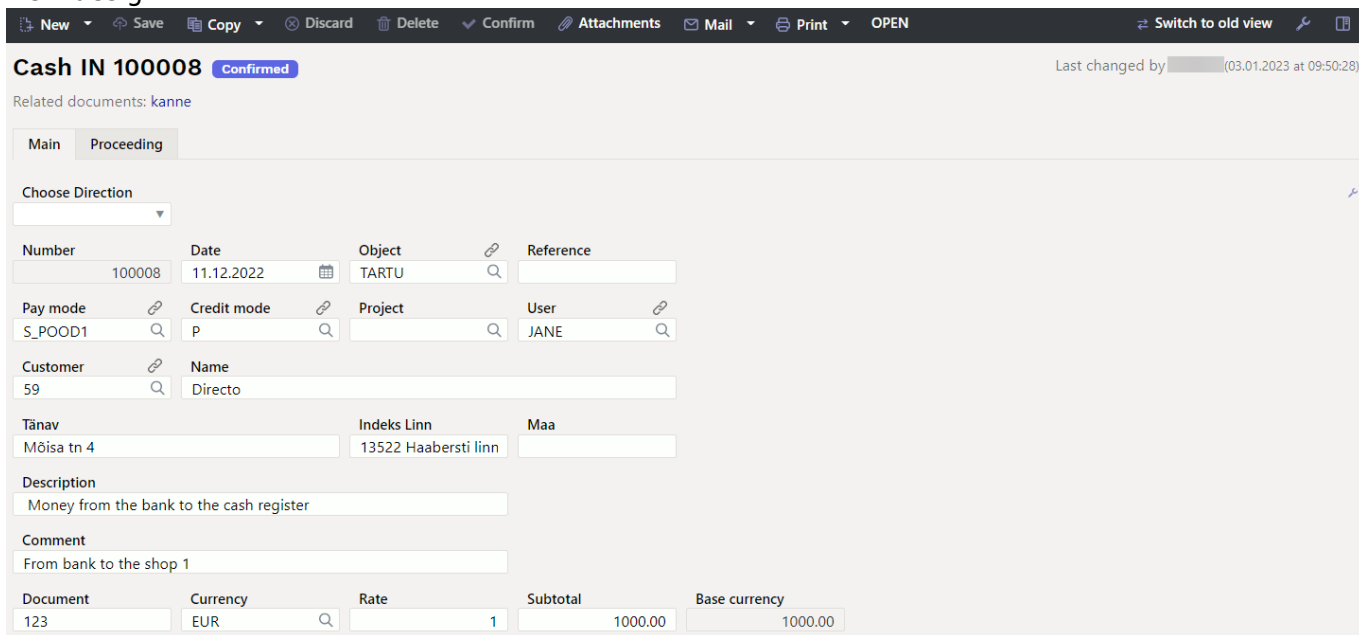 New Save Copy Discard Delete Confirm Attachments Mail Print OPEN Switch to old view
Cash IN 100008 Confirmed Last changed by (03.01.2023 at 09:50:28)
Related documents: kanne
Main Proceeding
Choose Direction
Number Date Object Reference
100008 11.12.2022 TARTU
Pay mode Credit mode Project User
S_POOD1 P JANE
Customer Name
59 Directo
Tänav Indeks Linn Maa
Mõisa tn 4 13522 Haabersti linn
Description
Money from the bank to the cash register
Comment
From bank to the shop 1
Document Currency Rate Subtotal Base currency
123 EUR 1 1000.00 1000.00